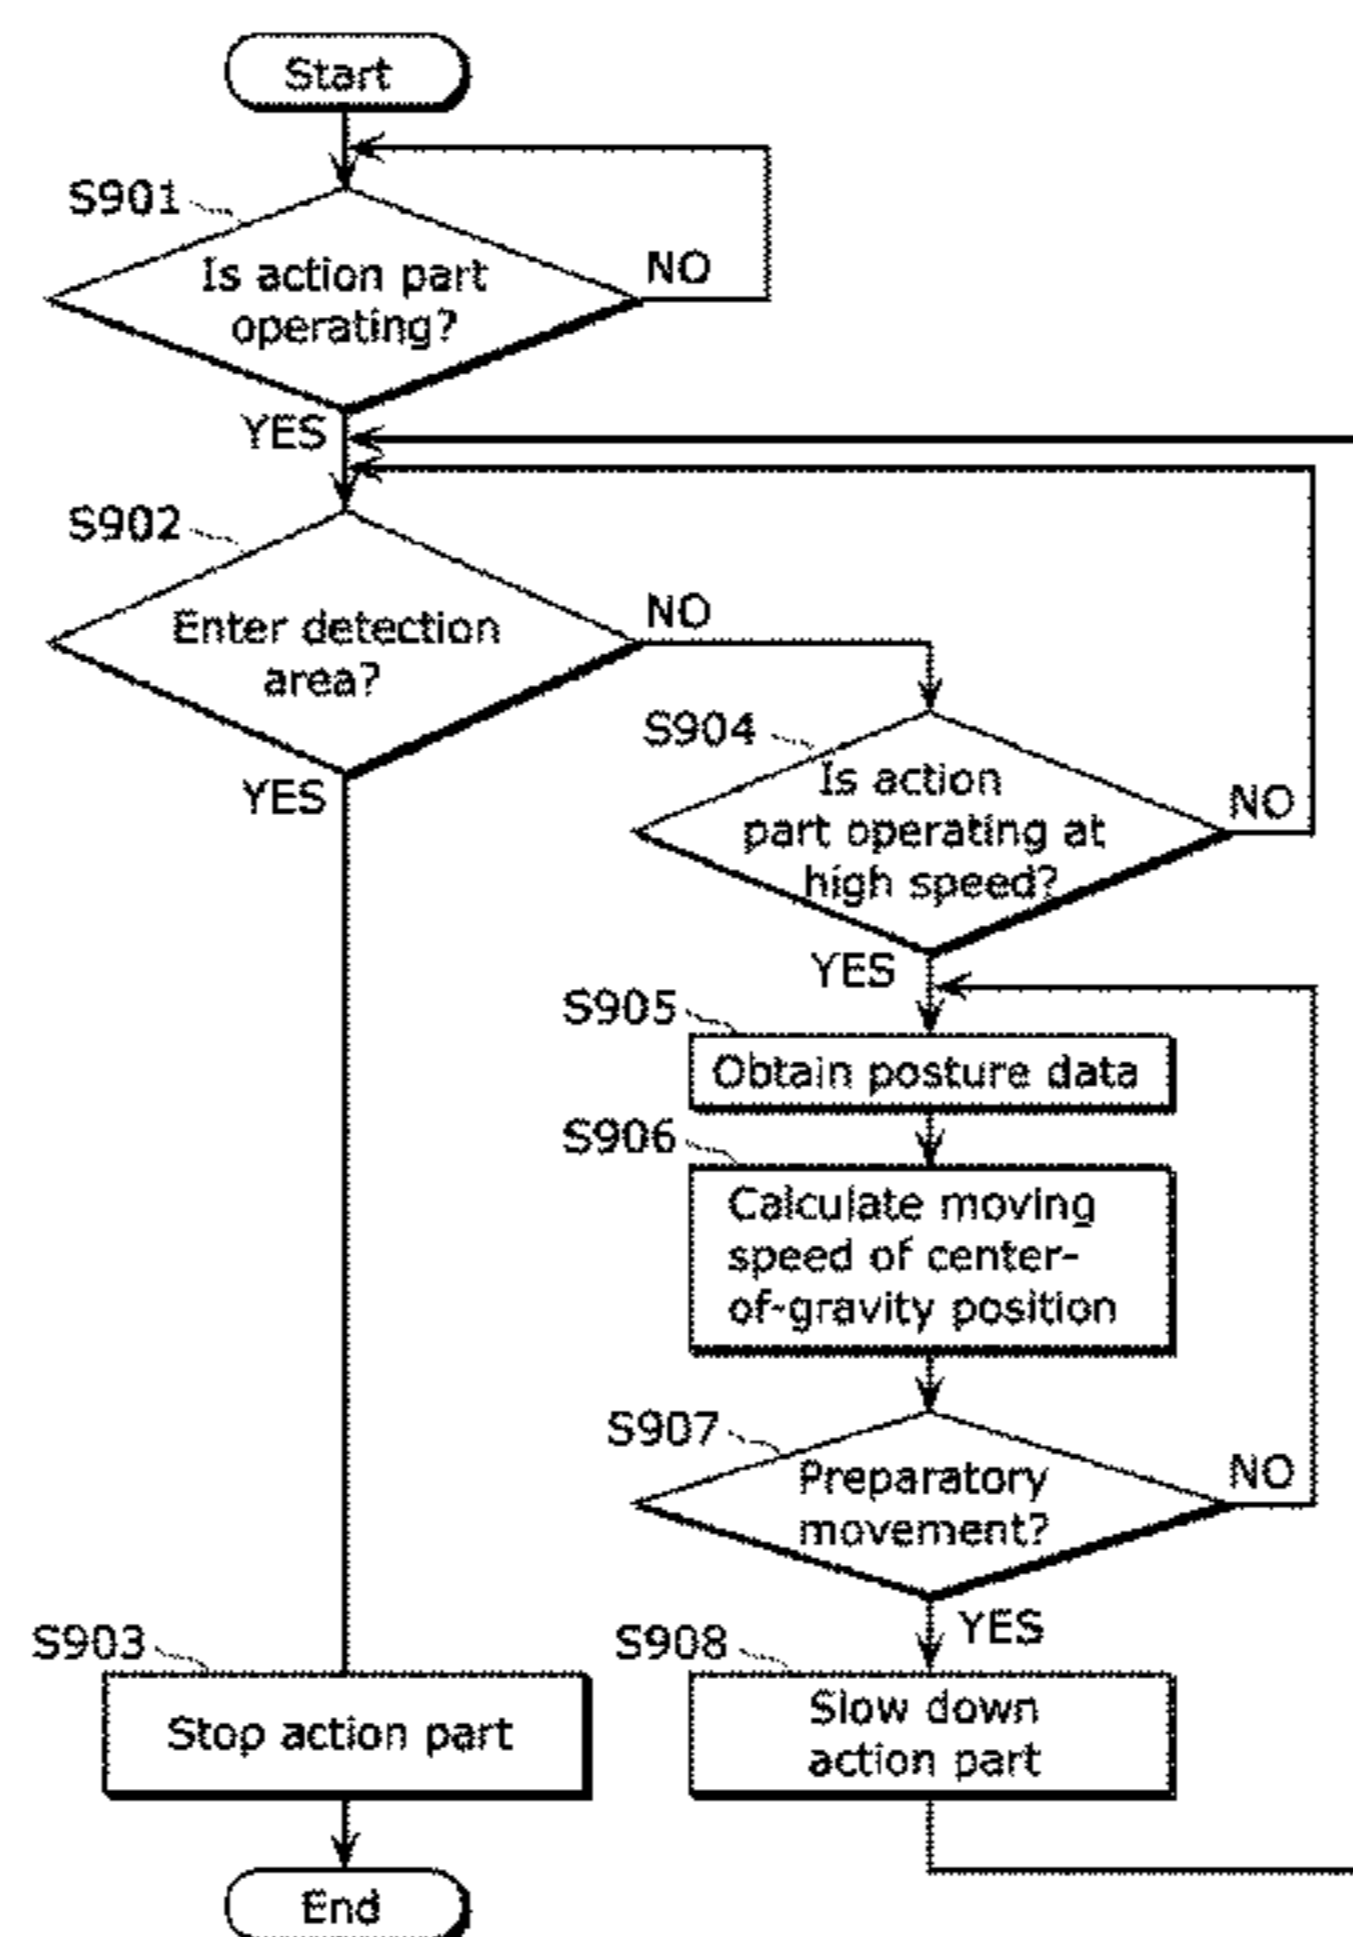 Start
S901
Is action part
operating?
NO
YES
S902
Enter detection
area?
NO
YES
S904
Is action
part operating at
high speed?
NO
YES
S905
Obtain posture data
S906
Calculate moving
speed of center-
of-gravity position
S907
Preparatory
movement?
NO
YES
S903
Stop action part
S908
Slow down
action part
End